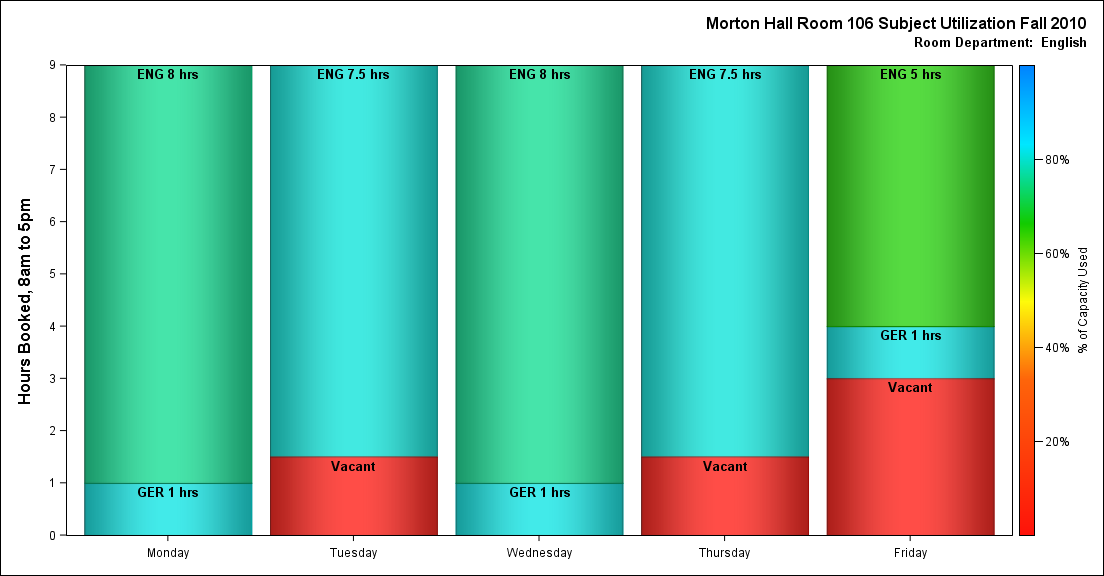 Morton Hall Room 106 Subject Utilization Fall 2010
Room Department: English
Hours Booked, 8am to 5pm
9
8
7
6
5
4
3
2
1
0
ENG 8 hrs
GER 1 hrs
ENG 7.5 hrs
Vacant
ENG 8 hrs
GER 1 hrs
ENG 7.5 hrs
Vacant
ENG 5 hrs
GER 1 hrs
Vacant
Monday
Tuesday
Wednesday
Thursday
Friday
80%
60%
40%
20%
% of Capacity Used